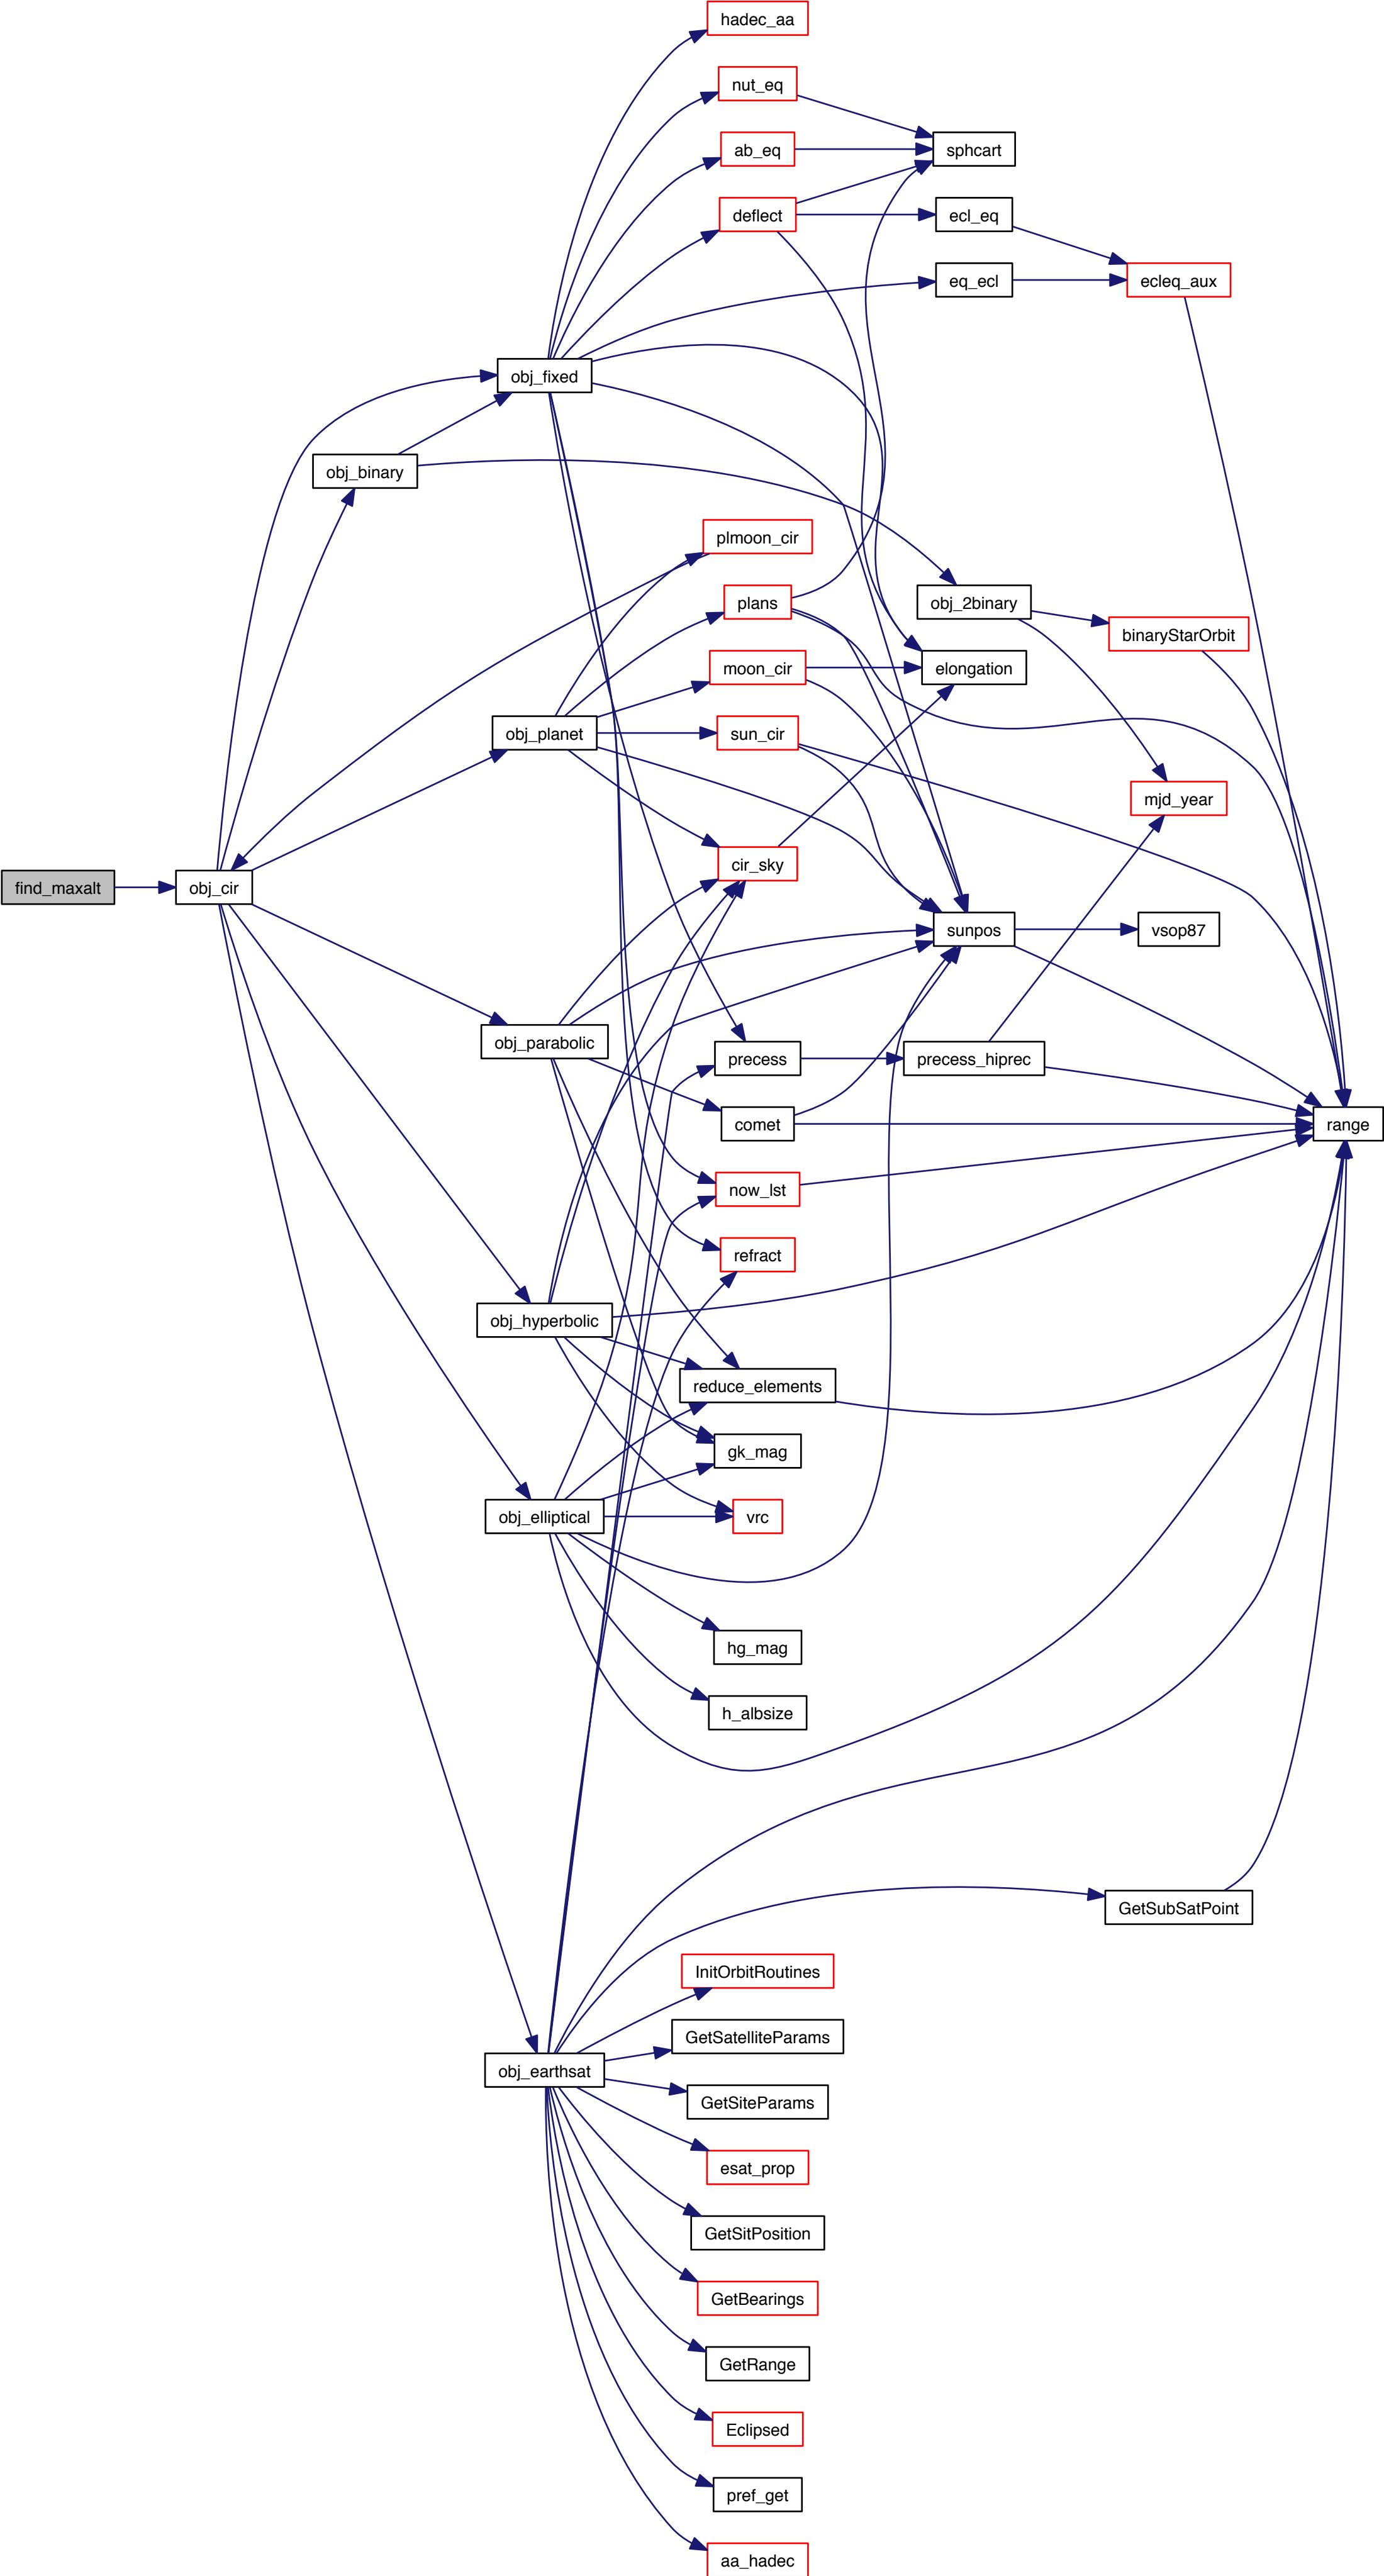 hadec_aa
nut_eq
ab_eq
sphcart
deflect
ecl_eq
eq_ecl
ecleq_aux
obj_fixed
obj_binary
plmoon_cir
plans
obj_2binary
binaryStarOrbit
moon_cir
elongation
obj_planet
sun_cir
mjd_year
cir_sky
find_maxalt
obj_cir
sunpos
vsop87
obj_parabolic
precess
precess_hiprec
comet
range
now_lst
refract
obj_hyperbolic
reduce_elements
gk_mag
obj_elliptical
vrc
hg_mag
h_albsize
GetSubSatPoint
InitOrbitRoutines
GetSatelliteParams
obj_earthsat
GetSiteParams
esat_prop
GetSitPosition
GetBearings
GetRange
Eclipsed
pref_get
aa_hadec